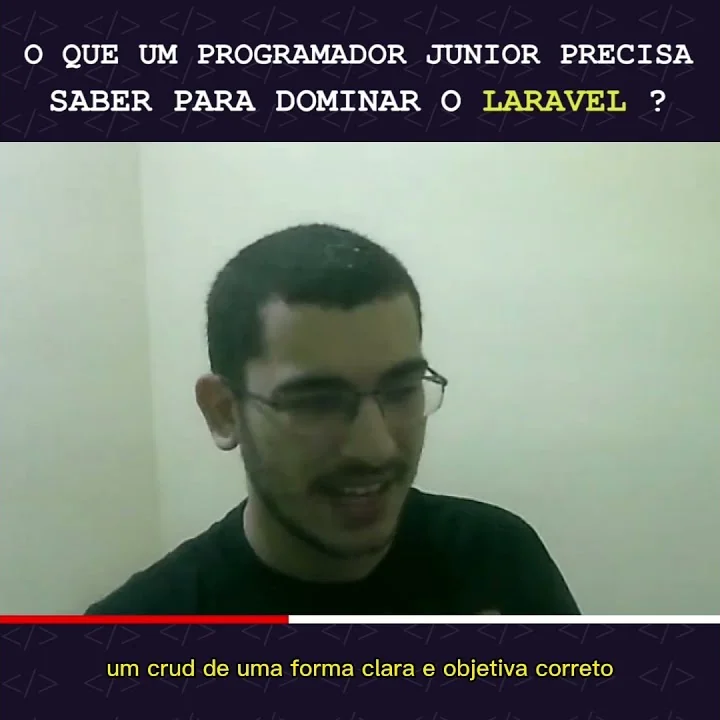 O QUE UM PROGRAMADOR JUNIOR PRECISA
SABER PARA DOMINAR O LARAVEL ?
um crud de uma forma clara e objetiva correto